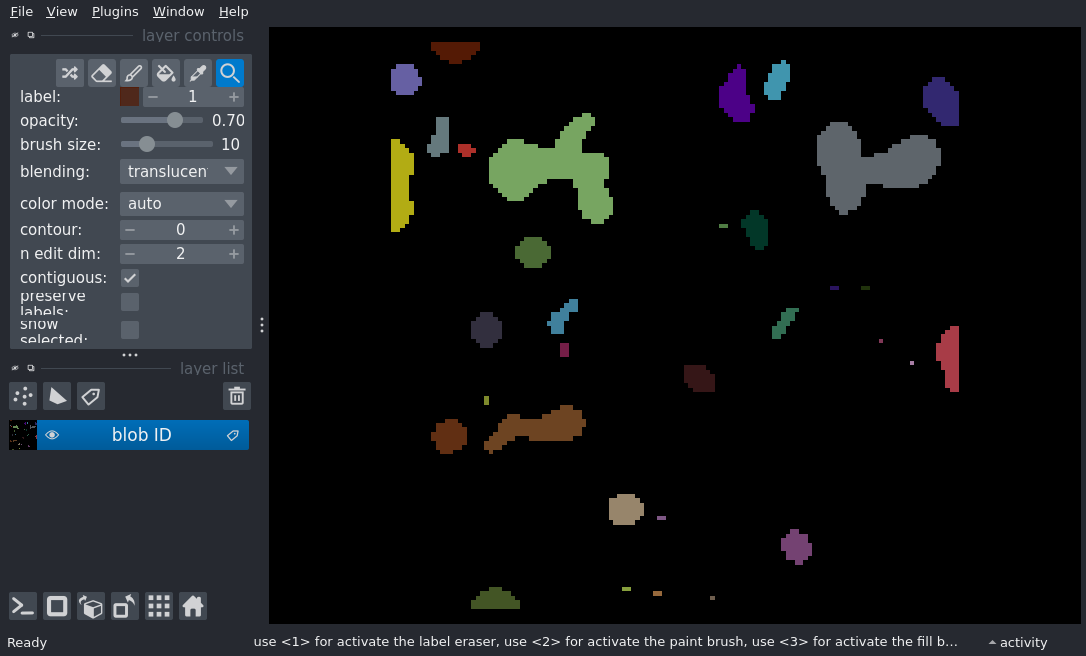 File View Plugins Window Help
layer controls
label: 1
opacity: 0.70
brush size: 10
blending: translucen
color mode: auto
contour: 0
n edit dim: 2
contiguous:
preserve
labels:
show
selected:
layer list
blob ID
Ready use <1> for activate the label eraser, use <2> for activate the paint brush, use <3> for activate the fill b... activity